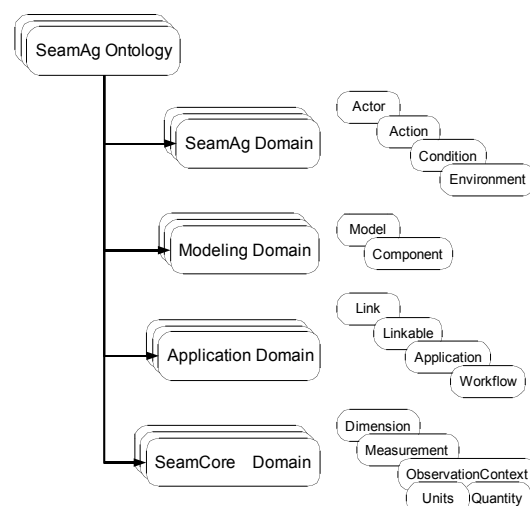 SeamAg Ontology
SeamAg Domain
Actor
Action
Condition
Environment
Modeling Domain
Model
Component
Application Domain
Link
Linkable
Application
Workflow
SeamCore Domain
Dimension
Measurement
ObservationContext
Units
Quantity